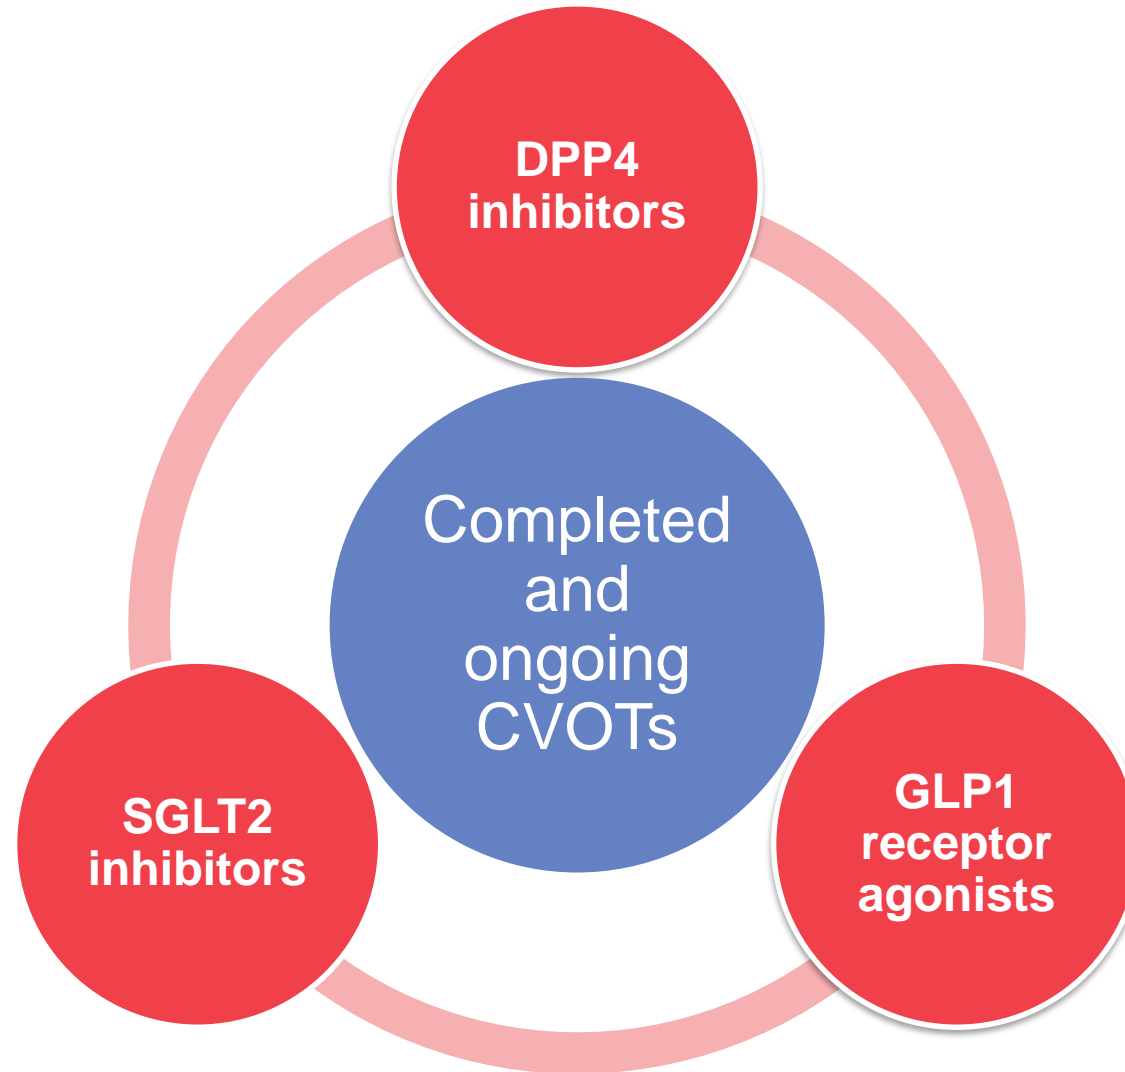 DPP4
inhibitors
Completed
and
ongoing
CVOTs
SGLT2
inhibitors
GLP1
receptor
agonists